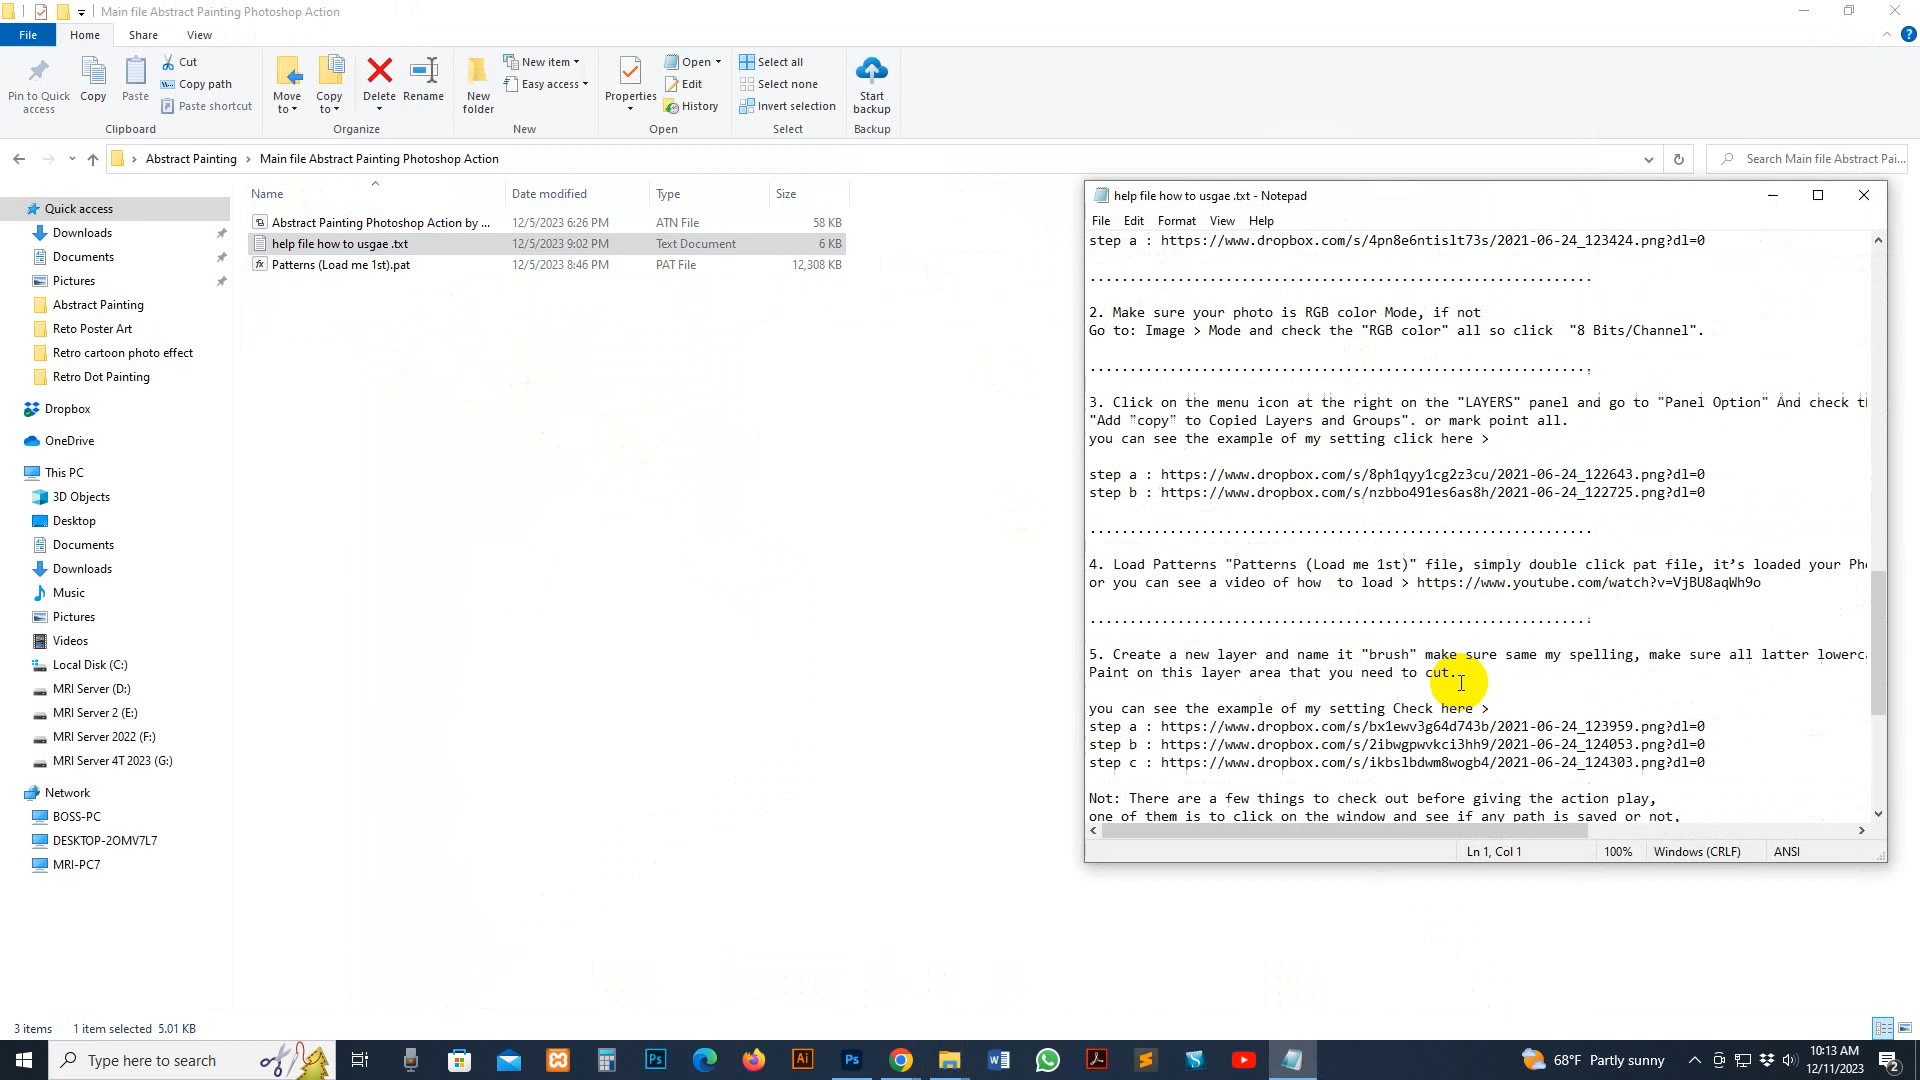 Main file Abstract Painting Photoshop Action
File Home Share View
Pin to Quick access
Copy
Paste
Cut
Copy path
Paste shortcut
Clipboard
Move to
Copy to
Delete
Rename
Organize
New folder
New item
Easy access
New
Properties
Open
Edit
History
Open
Select all
Select none
Invert selection
Select
Start backup
Backup
Abstract Painting > Main file Abstract Painting Photoshop Action
Search Main file Abstract Pai...
Name Date modified Type Size
Abstract Painting Photoshop Action by ... 12/5/2023 6:26 PM ATN File 58 KB
help file how to usgae .txt 12/5/2023 9:02 PM Text Document 6 KB
Patterns (Load me 1st).pat 12/5/2023 8:46 PM PAT File 12,308 KB
Quick access
Downloads
Documents
Pictures
Abstract Painting
Reto Poster Art
Retro cartoon photo effect
Retro Dot Painting
Dropbox
OneDrive
This PC
3D Objects
Desktop
Documents
Downloads
Music
Pictures
Videos
Local Disk (C:)
MRI Server (D:)
MRI Server 2 (E:)
MRI Server 2022 (F:)
MRI Server 4T 2023 (G:)
Network
BOSS-PC
DESKTOP-2OMV7L7
MRI-PC7
help file how to usgae .txt - Notepad
File Edit Format View Help
step a : https://www.dropbox.com/s/4pn8e6ntislt73s/2021-06-24_123424.png?dl=0
...............................................................
2. Make sure your photo is RGB color Mode, if not
Go to: Image > Mode and check the "RGB color" all so click "8 Bits/Channel".
...............................................................
3. Click on the menu icon at the right on the "LAYERS" panel and go to "Panel Option" And check t
"Add "copy" to Copied Layers and Groups". or mark point all.
you can see the example of my setting click here >
step a : https://www.dropbox.com/s/8ph1qyy1cg2z3cu/2021-06-24_122643.png?dl=0
step b : https://www.dropbox.com/s/nzbbo491es6as8h/2021-06-24_122725.png?dl=0
...............................................................
4. Load Patterns "Patterns (Load me 1st)" file, simply double click pat file, it’s loaded your Ph
or you can see a video of how to load > https://www.youtube.com/watch?v=VjBU8aqWh9o
...............................................................
5. Create a new layer and name it "brush" make sure same my spelling, make sure all latter lowerc
Paint on this layer area that you need to cut.
you can see the example of my setting Check here >
step a : https://www.dropbox.com/s/bx1ewv3g64d743b/2021-06-24_123959.png?dl=0
step b : https://www.dropbox.com/s/2ibwgpwvkci3hh9/2021-06-24_124053.png?dl=0
step c : https://www.dropbox.com/s/ikbslbdwm8wogb4/2021-06-24_124303.png?dl=0
Not: There are a few things to check out before giving the action play,
one of them is to click on the window and see if any path is saved or not,
Ln 1, Col 1 100% Windows (CRLF) ANSI
3 items 1 item selected 5.01 KB
Type here to search
Ps
Ai
Ps
68°F Partly sunny
10:13 AM
12/11/2023
2